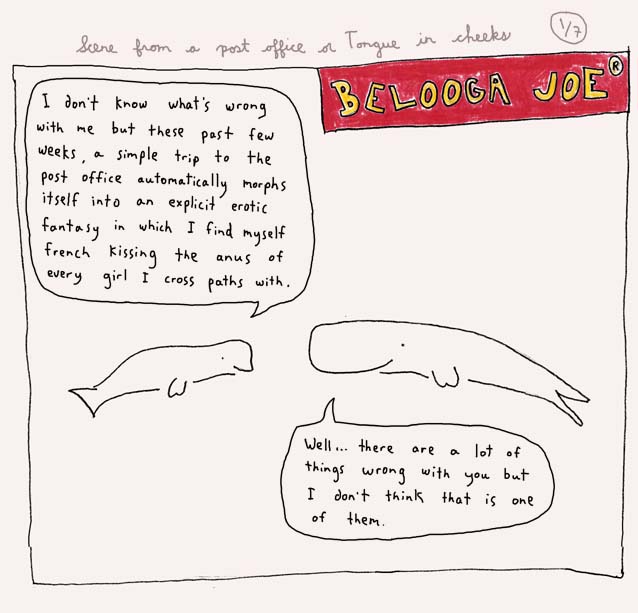 Scene from a post office or Tongue in cheeks
1/7
BELOOGA JOE®
I don't know what's wrong
with me but these past few
weeks, a simple trip to the
post office automatically morphs
itself into an explicit erotic
fantasy in which I find myself
french kissing the anus of
every girl I cross paths with.
Well... there are a lot of
things wrong with you but
I don't think that is one
of them.